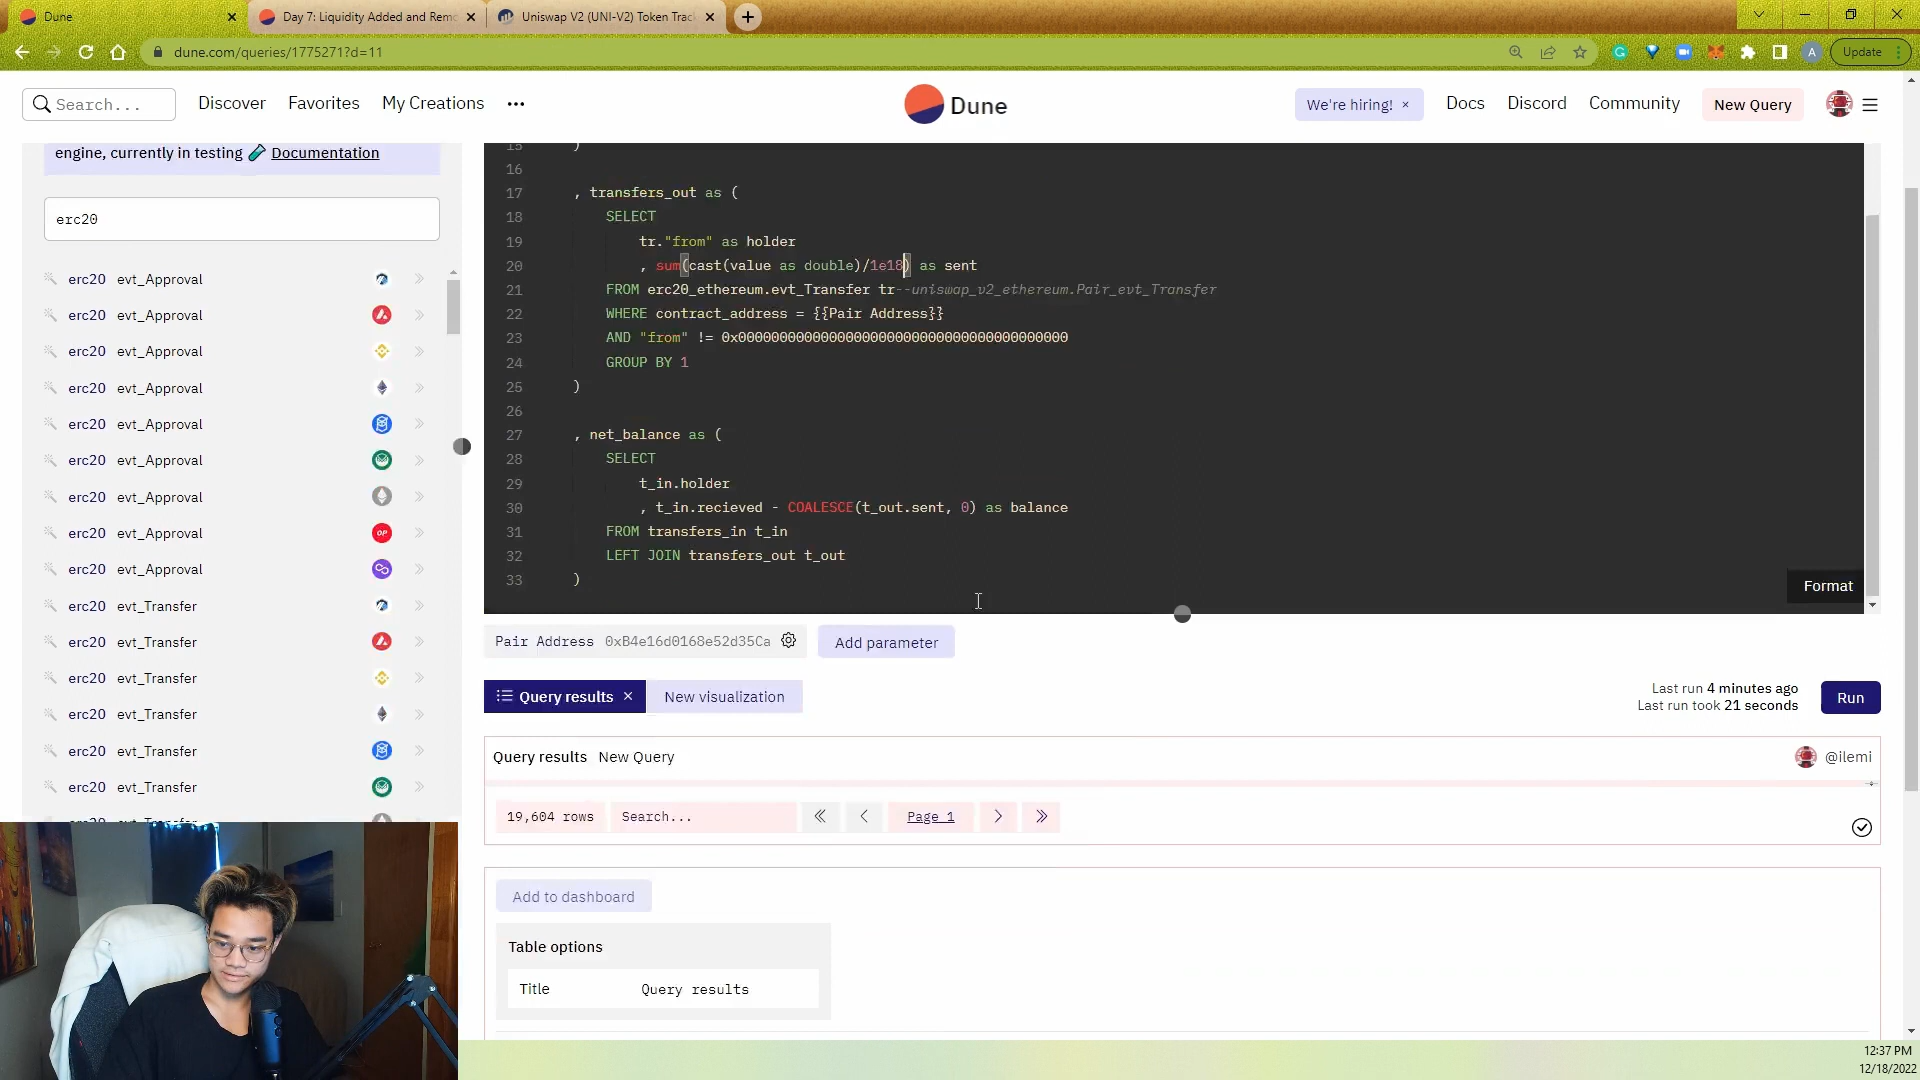 Dune
Day 7: Liquidity Added and Remo
Uniswap V2 (UNI-V2) Token Trac
dune.com/queries/1775271?d=11
A
Update
Search...
Discover
Favorites
My Creations
Dune
We're hiring! ×
Docs
Discord
Community
New Query
engine, currently in testing
Documentation
erc20
erc20 evt_Approval
erc20 evt_Approval
erc20 evt_Approval
erc20 evt_Approval
erc20 evt_Approval
erc20 evt_Approval
erc20 evt_Approval
erc20 evt_Approval
OP
erc20 evt_Approval
erc20 evt_Transfer
erc20 evt_Transfer
erc20 evt_Transfer
erc20 evt_Transfer
erc20 evt_Transfer
erc20 evt_Transfer
15 )
16
17 , transfers_out as (
18 SELECT
19 tr."from" as holder
20 , sum(cast(value as double)/1e18) as sent
21 FROM erc20_ethereum.evt_Transfer tr--uniswap_v2_ethereum.Pair_evt_Transfer
22 WHERE contract_address = {{Pair Address}}
23 AND "from" != 0x0000000000000000000000000000000000000000
24 GROUP BY 1
25 )
26
27 , net_balance as (
28 SELECT
29 t_in.holder
30 , t_in.recieved - COALESCE(t_out.sent, 0) as balance
31 FROM transfers_in t_in
32 LEFT JOIN transfers_out t_out
33 )
Format
Pair Address 0xB4e16d0168e52d35Ca
Add parameter
Query results ×
New visualization
Last run 4 minutes ago
Last run took 21 seconds
Run
Query results New Query
@ilemi
19,604 rows
Search...
Page 1
Add to dashboard
Table options
Title
Query results
12:37 PM
12/18/2022